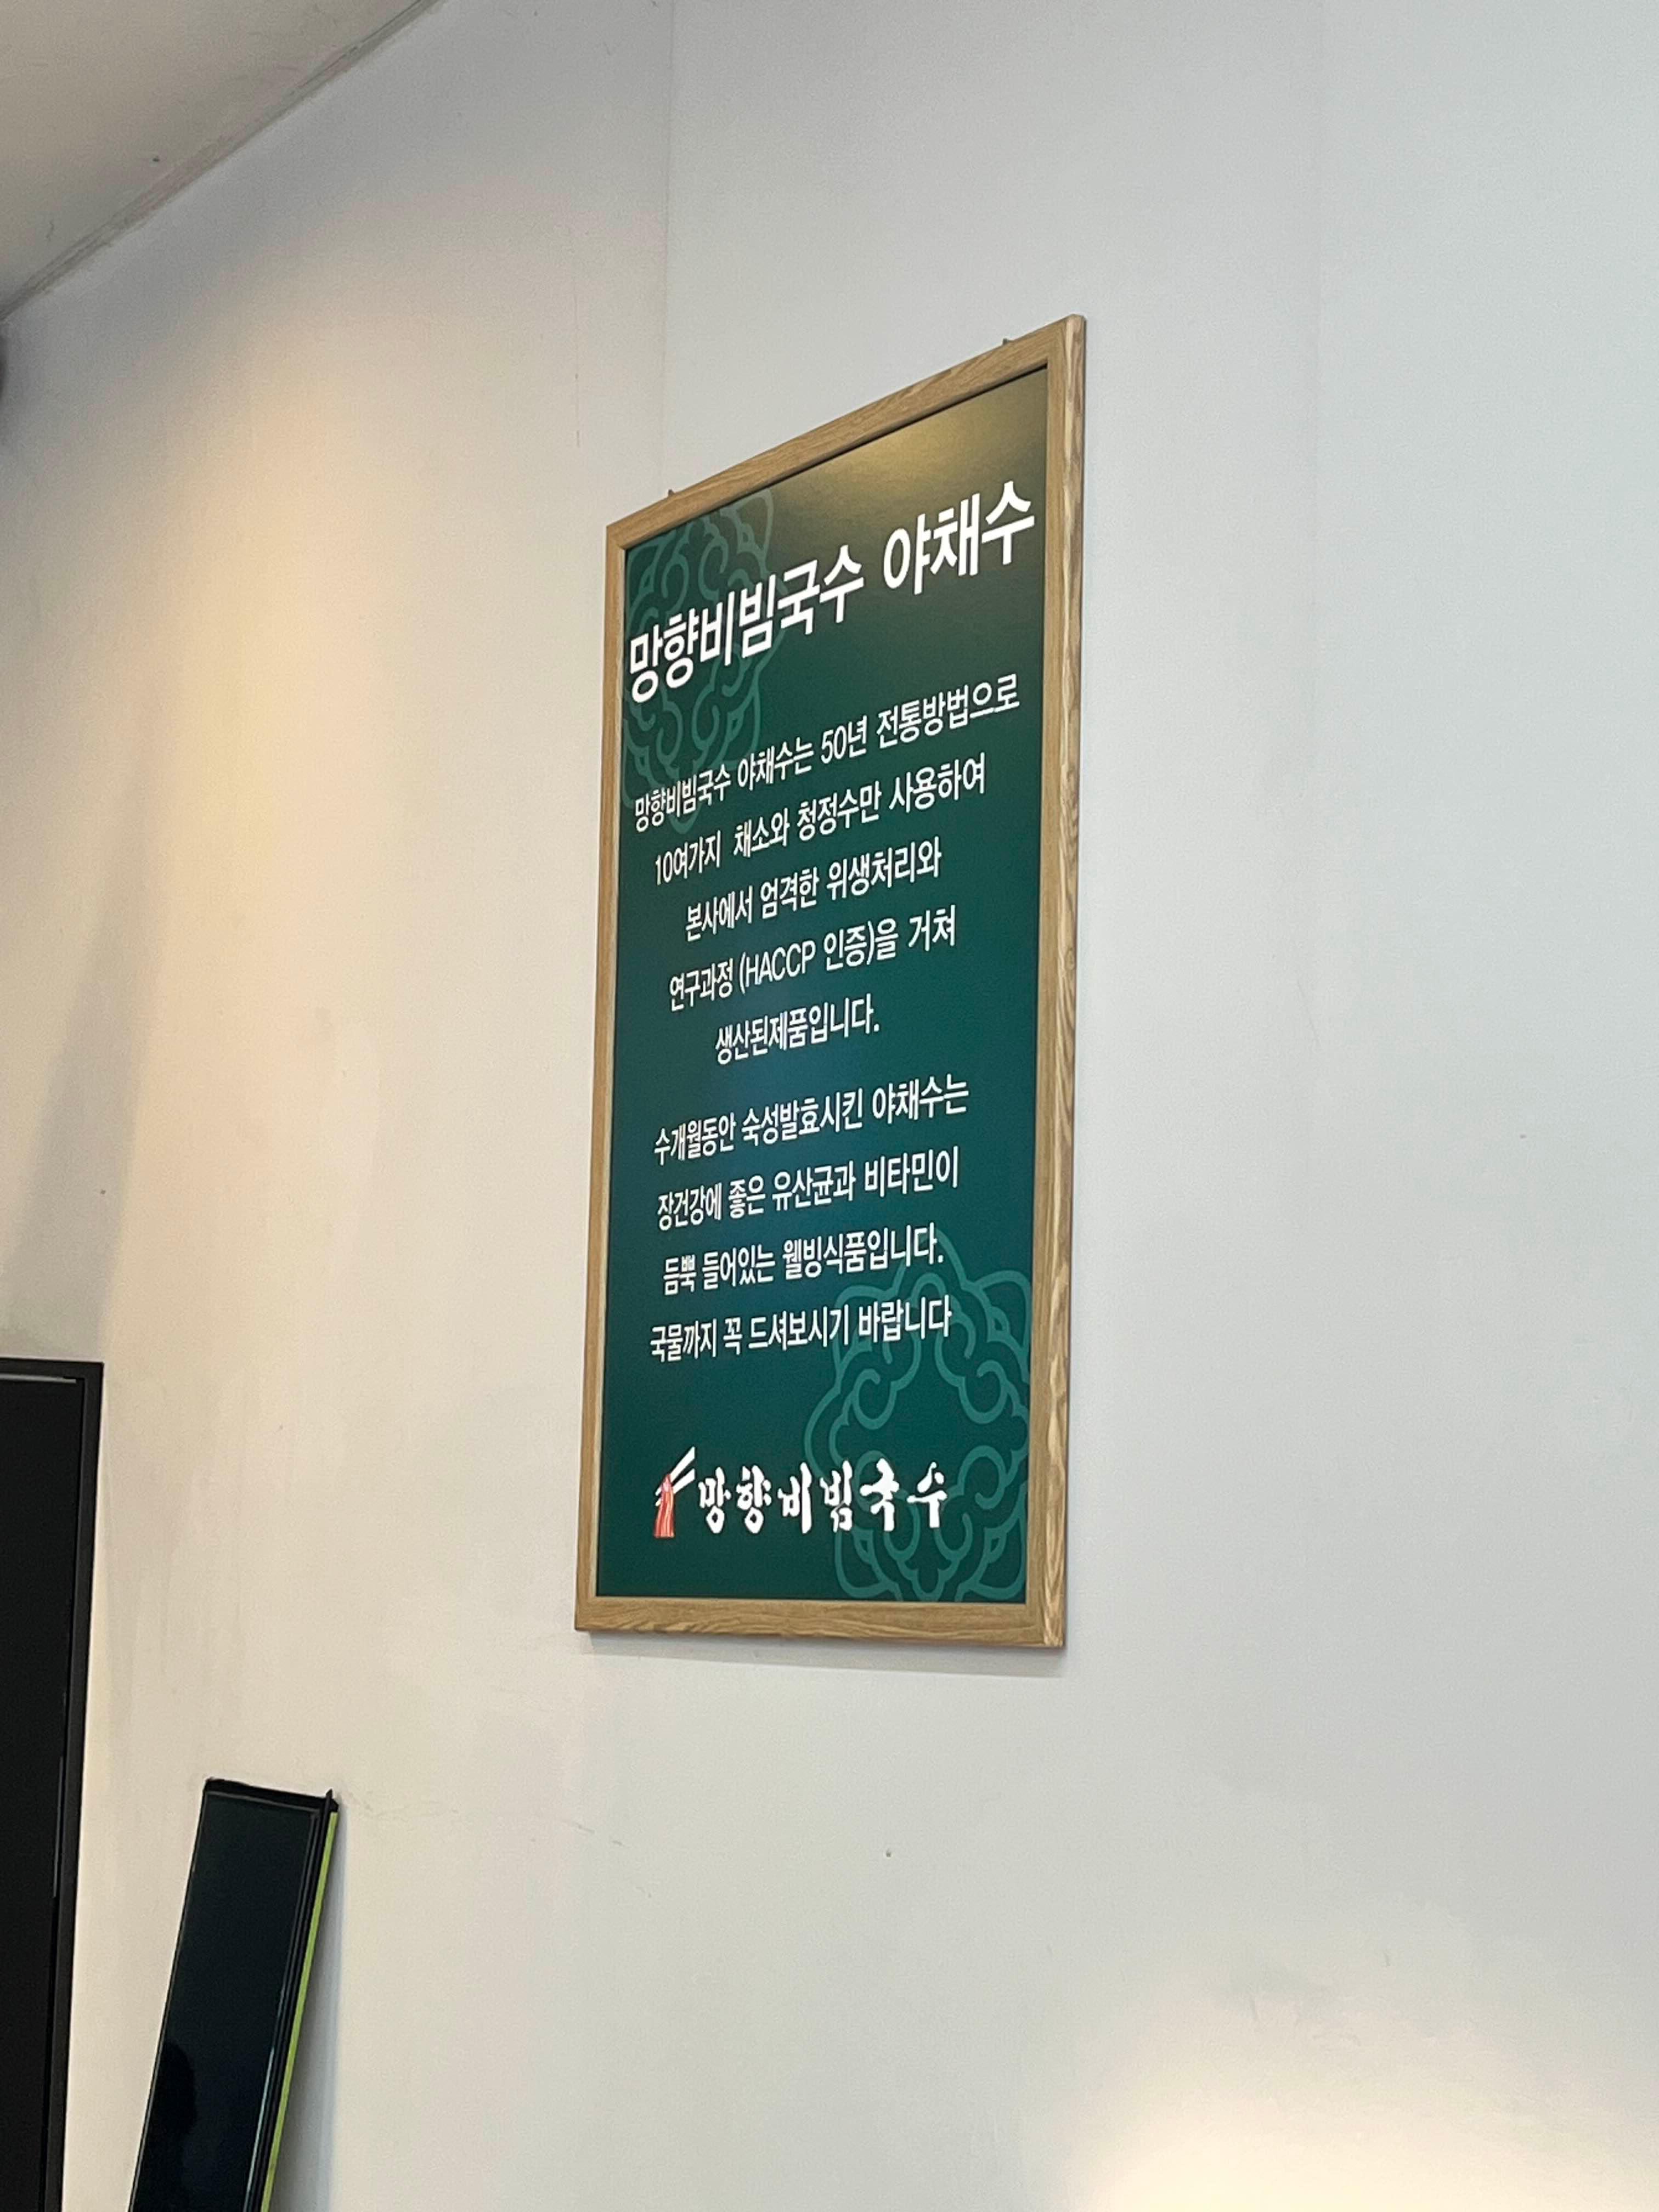 망향비빔국수 야채수
망향비빔국수 야채수는 50년 전통방법으로
10여가지 채소와 청정수만 사용하여
본사에서 엄격한 위생처리와
연구과정 (HACCP 인증)을 거쳐
생산된제품입니다.
수개월동안 숙성발효시킨 야채수는
장건강에 좋은 유산균과 비타민이
듬뿍 들어있는 웰빙식품입니다.
국물까지 꼭 드셔보시기 바랍니다
망향비빔국수